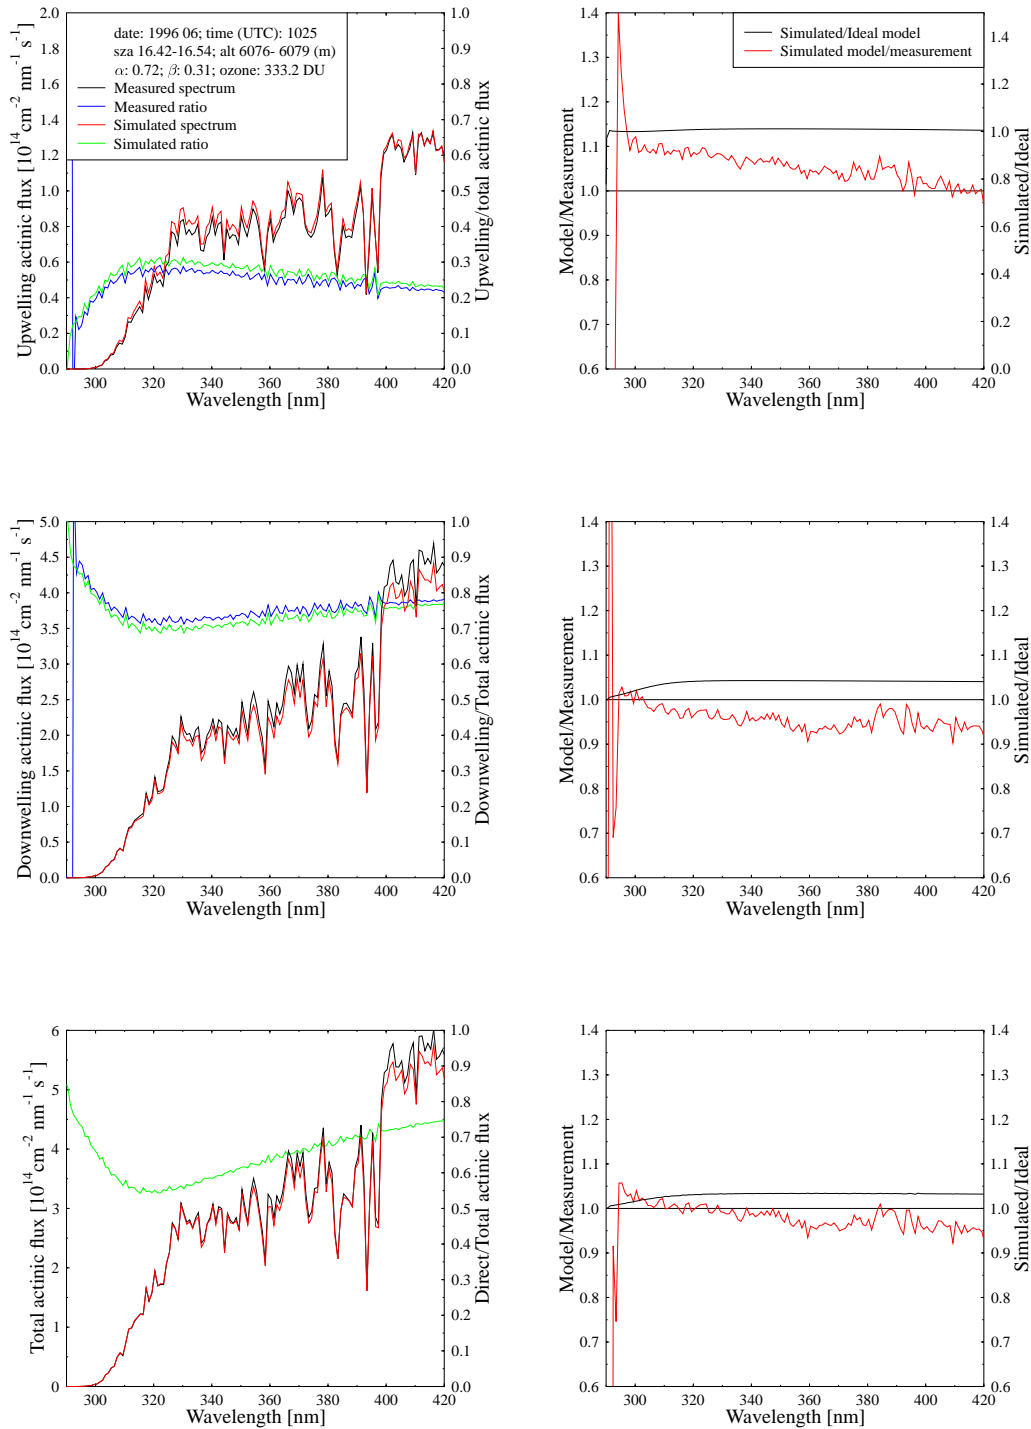 date: 1996 06; time (UTC): 1025
sza 16.42-16.54; alt 6076- 6079 (m)
α: 0.72; β: 0.31; ozone: 333.2 DU
Measured spectrum
Measured ratio
Simulated spectrum
Simulated ratio
Upwelling actinic flux [10^14 cm^-2 nm^-1 s^-1]
0.0 0.2 0.4 0.6 0.8 1.0 1.2 1.4 1.6 1.8 2.0
Upwelling/total actinic flux
0.0 0.1 0.2 0.3 0.4 0.5 0.6 0.7 0.8 0.9 1.0
300 320 340 360 380 400 420
Wavelength [nm]
Simulated/Ideal model
Simulated model/measurement
Model/Measurement
0.6 0.7 0.8 0.9 1.0 1.1 1.2 1.3 1.4
Simulated/Ideal
0.0 0.2 0.4 0.6 0.8 1.0 1.2 1.4
300 320 340 360 380 400 420
Wavelength [nm]
Downwelling actinic flux [10^14 cm^-2 nm^-1 s^-1]
0.0 0.5 1.0 1.5 2.0 2.5 3.0 3.5 4.0 4.5 5.0
Downwelling/Total actinic flux
0.0 0.1 0.2 0.3 0.4 0.5 0.6 0.7 0.8 0.9 1.0
300 320 340 360 380 400 420
Wavelength [nm]
Model/Measurement
0.6 0.7 0.8 0.9 1.0 1.1 1.2 1.3 1.4
Simulated/Ideal
0.6 0.7 0.8 0.9 1.0 1.1 1.2 1.3 1.4
300 320 340 360 380 400 420
Wavelength [nm]
Total actinic flux [10^14 cm^-2 nm^-1 s^-1]
0 1 2 3 4 5 6
Direct/Total actinic flux
0.0 0.1 0.2 0.3 0.4 0.5 0.6 0.7 0.8 0.9 1.0
300 320 340 360 380 400 420
Wavelength [nm]
Model/Measurement
0.6 0.7 0.8 0.9 1.0 1.1 1.2 1.3 1.4
Simulated/Ideal
0.6 0.7 0.8 0.9 1.0 1.1 1.2 1.3 1.4
300 320 340 360 380 400 420
Wavelength [nm]